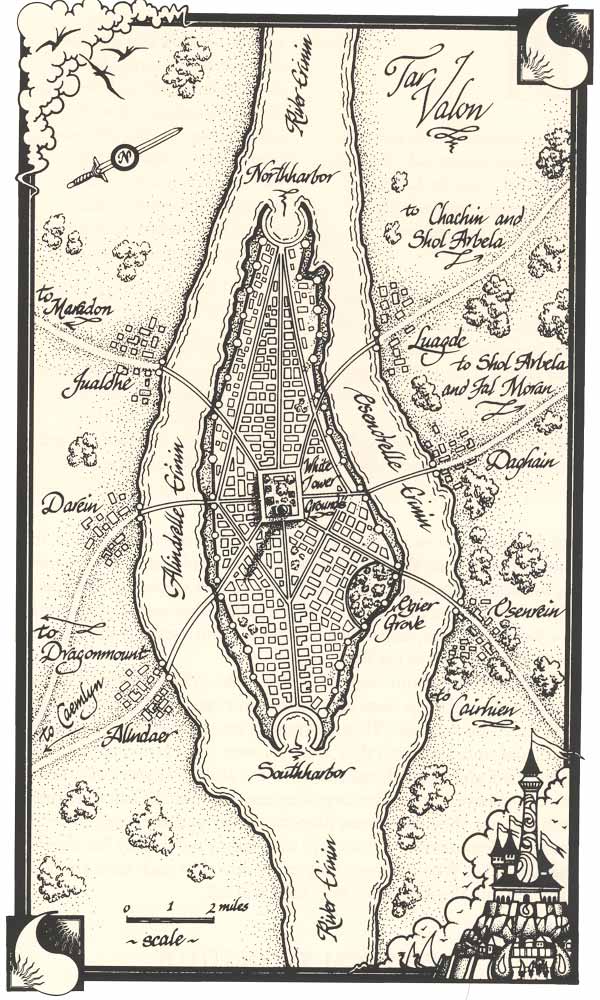 River Erinin
Tar
Valon
N
Northharbor
to Chachin and
Shol Arbela
to
Maradon
Jualdhe
Luagde
to Shol Arbela
and Fal Moran
Osendrelle
Erinin
Daghain
White
Tower
Grounds
Darein
Alindrelle Erinin
Ogier
Grove
Osenrein
to
Dragonmount
to Caemlyn
to
Cairhien
Alindaer
Southharbor
River Erinin
0 1 2 miles
~ scale ~